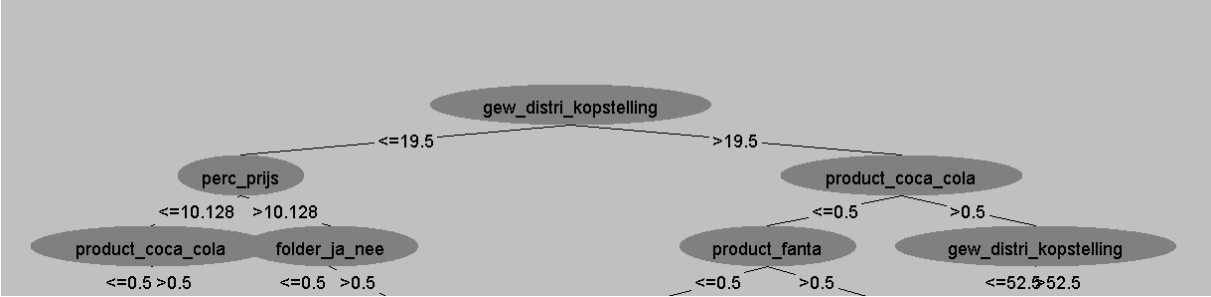 gew_distri_kopstelling
<=19.5 >19.5
perc_prijs product_coca_cola
<=10.128 >10.128 <=0.5 >0.5
product_coca_cola folder_ja_nee product_fanta gew_distri_kopstelling
<=0.5 >0.5 <=0.5 >0.5 <=0.5 >0.5 <=52.5 >52.5